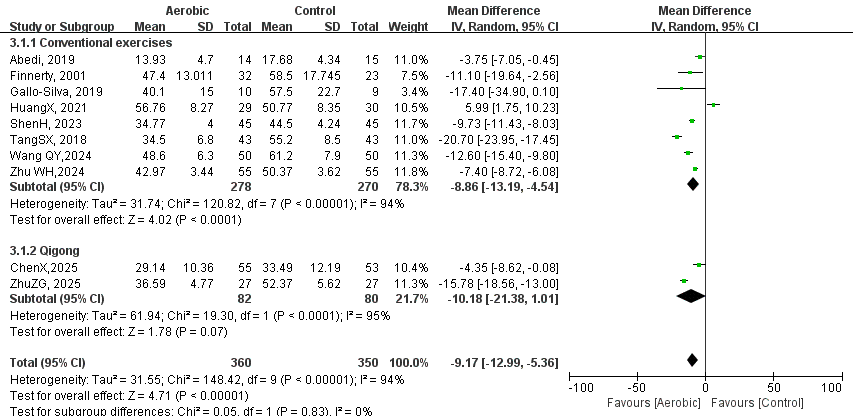 Aerobic Control Mean Difference Mean Difference
Study or Subgroup Mean SD Total Mean SD Total Weight IV, Random, 95% CI IV, Random, 95% CI
3.1.1 Conventional exercises
Abedi, 2019 13.93 4.7 14 17.68 4.34 15 11.0% -3.75 [-7.05, -0.45]
Finnerty, 2001 47.4 13.011 32 58.5 17.745 23 7.5% -11.10 [-19.64, -2.56]
Gallo-Silva, 2019 40.1 15 10 57.5 22.7 9 3.4% -17.40 [-34.90, 0.10]
HuangX, 2021 56.76 8.27 29 50.77 8.35 30 10.5% 5.99 [1.75, 10.23]
ShenH, 2023 34.77 4 45 44.5 4.24 45 11.7% -9.73 [-11.43, -8.03]
TangSX, 2018 34.5 6.8 43 55.2 8.5 43 11.0% -20.70 [-23.95, -17.45]
Wang QY,2024 48.6 6.3 50 61.2 7.9 50 11.3% -12.60 [-15.40, -9.80]
Zhu WH,2024 42.97 3.44 55 50.37 3.62 55 11.8% -7.40 [-8.72, -6.08]
Subtotal (95% CI) 278 270 78.3% -8.86 [-13.19, -4.54]
Heterogeneity: Tau² = 31.74; Chi² = 120.82, df = 7 (P < 0.00001); I² = 94%
Test for overall effect: Z = 4.02 (P < 0.0001)
3.1.2 Qigong
ChenX,2025 29.14 10.36 55 33.49 12.19 53 10.4% -4.35 [-8.62, -0.08]
ZhuZG, 2025 36.59 4.77 27 52.37 5.62 27 11.3% -15.78 [-18.56, -13.00]
Subtotal (95% CI) 82 80 21.7% -10.18 [-21.38, 1.01]
Heterogeneity: Tau² = 61.94; Chi² = 19.30, df = 1 (P < 0.0001); I² = 95%
Test for overall effect: Z = 1.78 (P = 0.07)
Total (95% CI) 360 350 100.0% -9.17 [-12.99, -5.36]
Heterogeneity: Tau² = 31.55; Chi² = 148.42, df = 9 (P < 0.00001); I² = 94%
Test for overall effect: Z = 4.71 (P < 0.00001)
Test for subgroup differences: Chi² = 0.05, df = 1 (P = 0.83), I² = 0%
-100 -50 0 50 100
Favours [Aerobic] Favours [Control]